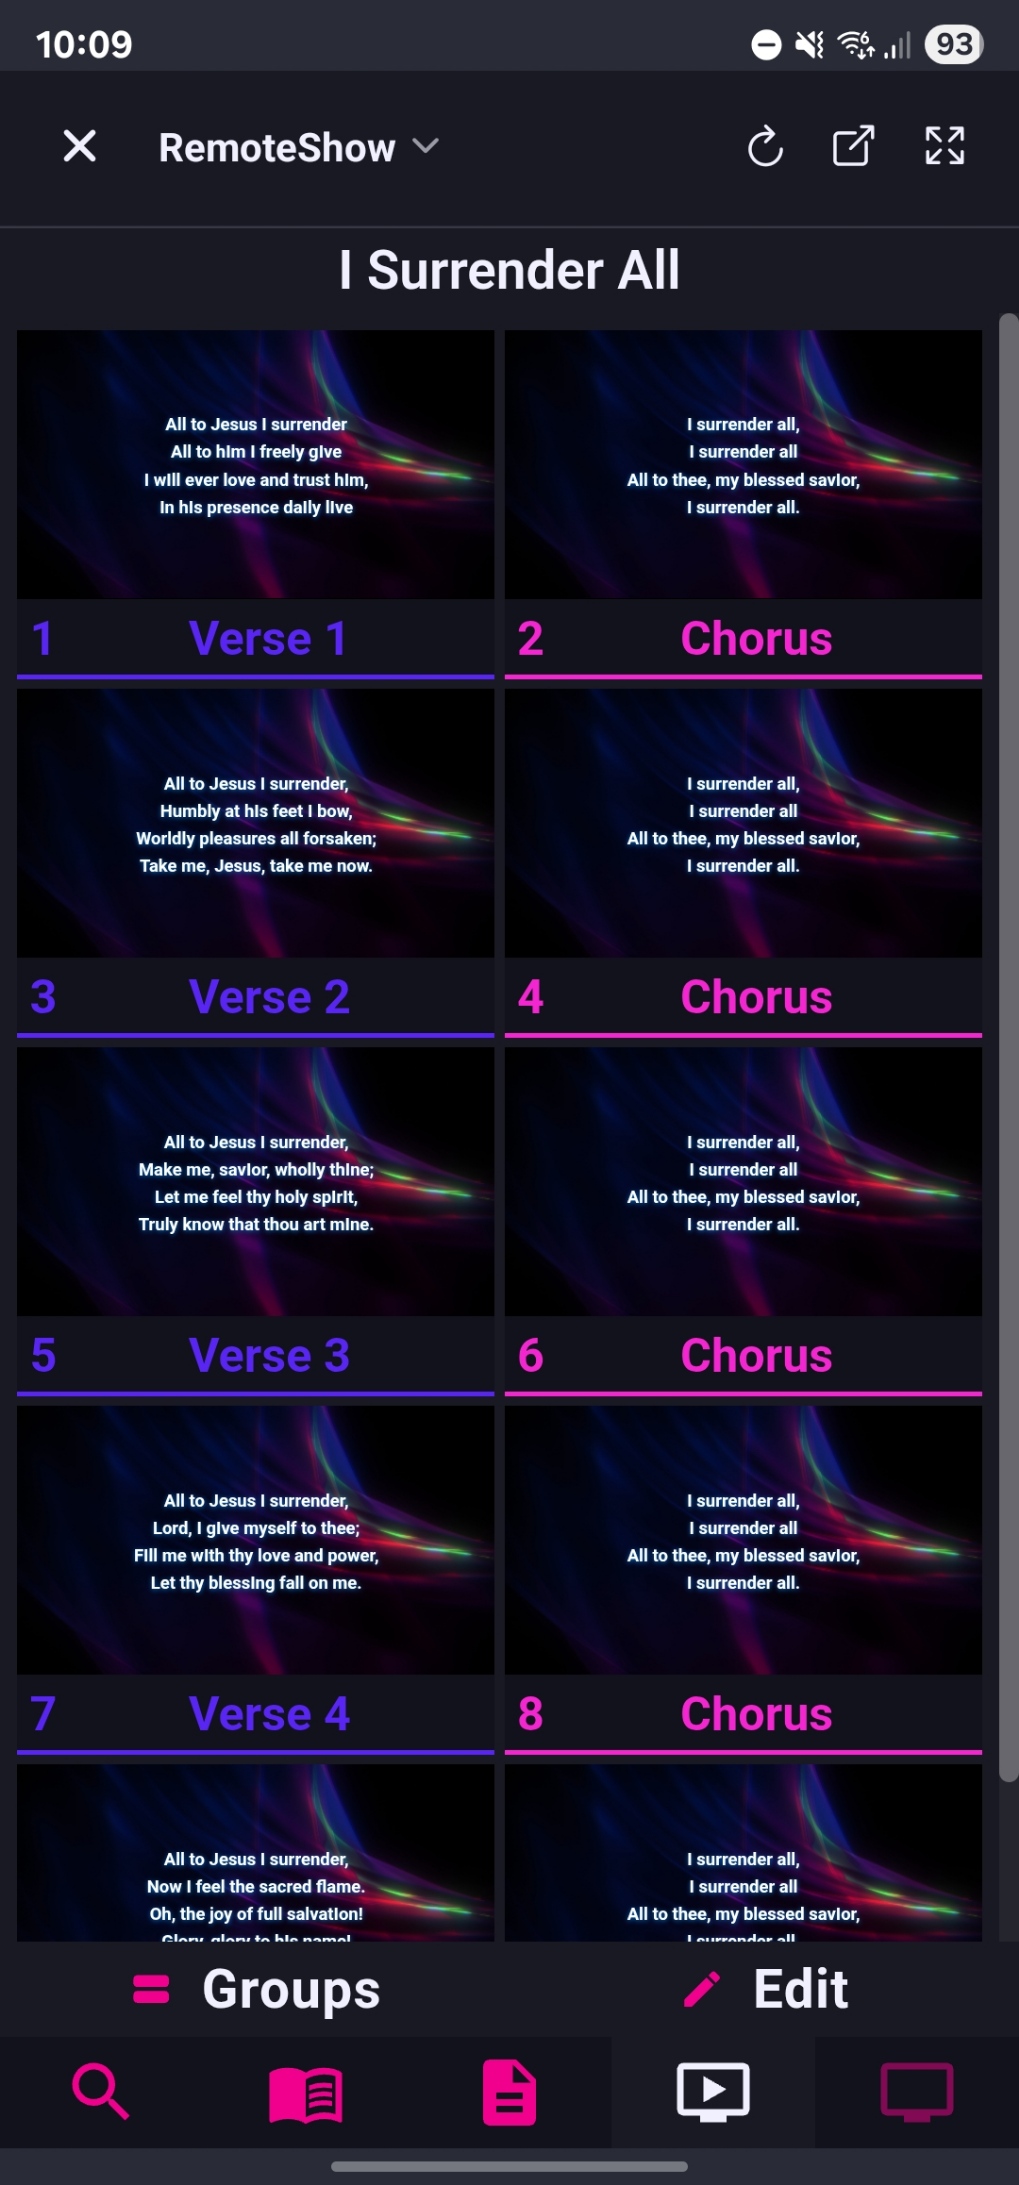 10:09
6
93
RemoteShow
I Surrender All
All to Jesus I surrender
All to hIm I freely gIve
I wIll ever love and trust hIm,
In hIs presence daIly lIve
1 Verse 1
I surrender all,
I surrender all
All to thee, my blessed savIor,
I surrender all.
2 Chorus
All to Jesus I surrender,
Humbly at hIs feet I bow,
Worldly pleasures all forsaken;
Take me, Jesus, take me now.
3 Verse 2
I surrender all,
I surrender all
All to thee, my blessed savIor,
I surrender all.
4 Chorus
All to Jesus I surrender,
Make me, savIor, wholly thIne;
Let me feel thy holy spIrIt,
Truly know that thou art mIne.
5 Verse 3
I surrender all,
I surrender all
All to thee, my blessed savIor,
I surrender all.
6 Chorus
All to Jesus I surrender,
Lord, I gIve myself to thee;
FIll me wIth thy love and power,
Let thy blessIng fall on me.
7 Verse 4
I surrender all,
I surrender all
All to thee, my blessed savIor,
I surrender all.
8 Chorus
All to Jesus I surrender,
Now I feel the sacred flame.
Oh, the joy of full salvatIon!
Glory, glory to hIs name!
I surrender all,
I surrender all
All to thee, my blessed savIor,
I surrender all.
Groups
Edit